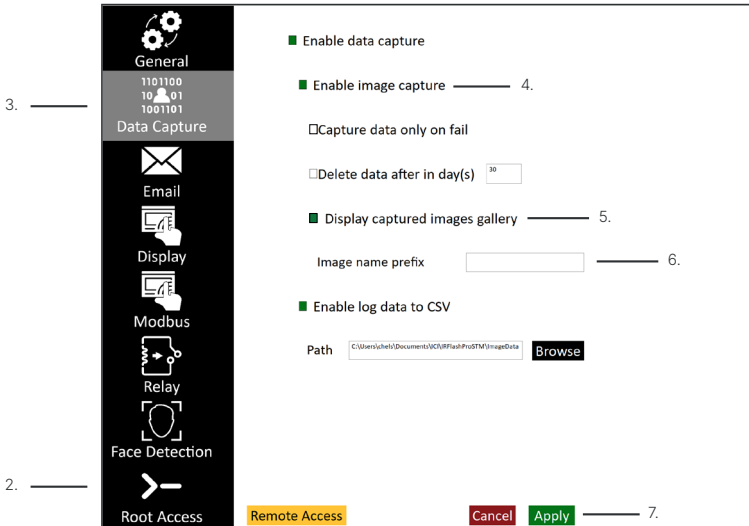 General
3.
1101100
10 01
1001101
Data Capture
Email
Display
Modbus
Relay
Face Detection
2.
Root Access
Enable data capture
Enable image capture
4.
Capture data only on fail
Delete data after in day(s)
30
Display captured images gallery
5.
Image name prefix
6.
Enable log data to CSV
Path
C:\Users\chels\Documents\ICI\IRFlashProSTM\ImageData
Browse
Remote Access
Cancel
Apply
7.